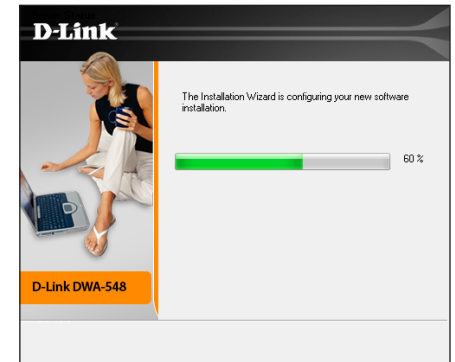 D-Link
The Installation Wizard is configuring your new software
installation.
60 %
D-Link DWA-548